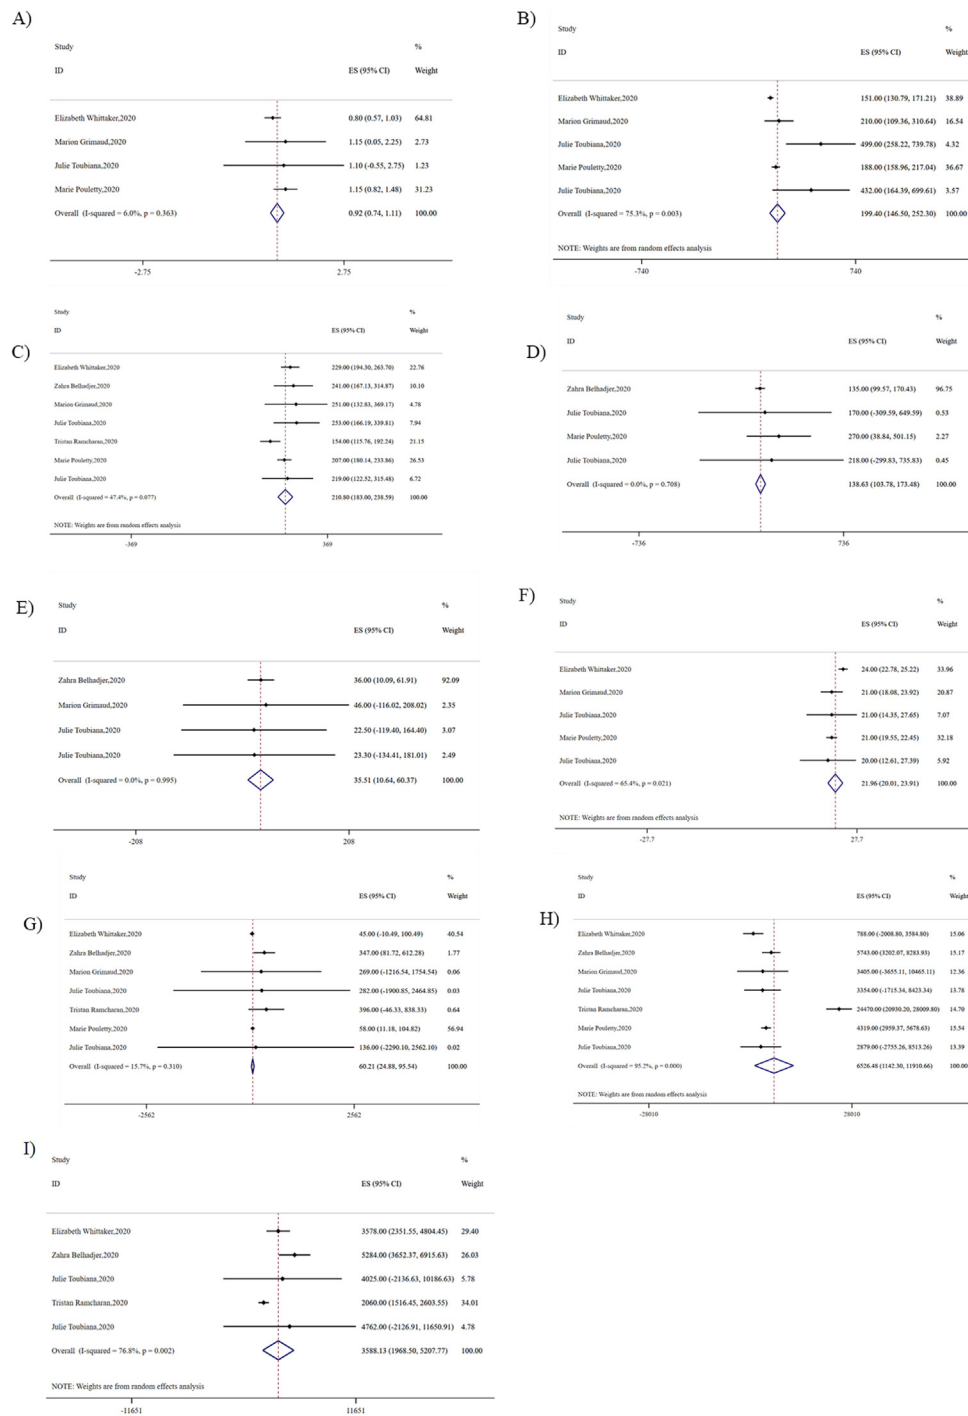 A)
Study %
ID ES (95% CI) Weight
Elizabeth Whittaker,2020 0.80 (0.57, 1.03) 64.81
Marion Grimaud,2020 1.15 (0.05, 2.25) 2.73
Julie Toubiana,2020 1.10 (-0.55, 2.75) 1.23
Marie Pouletty,2020 1.15 (0.82, 1.48) 31.23
Overall (I-squared = 6.0%, p = 0.363) 0.92 (0.74, 1.11) 100.00
-2.75 2.75
B)
Study %
ID ES (95% CI) Weight
Elizabeth Whittaker,2020 151.00 (130.79, 171.21) 38.89
Marion Grimaud,2020 210.00 (109.36, 310.64) 16.54
Julie Toubiana,2020 499.00 (258.22, 739.78) 4.32
Marie Pouletty,2020 188.00 (158.96, 217.04) 36.67
Julie Toubiana,2020 432.00 (164.39, 699.61) 3.57
Overall (I-squared = 75.3%, p = 0.003) 199.40 (146.50, 252.30) 100.00
NOTE: Weights are from random effects analysis
-740 740
C)
Study %
ID ES (95% CI) Weight
Elizabeth Whittaker,2020 229.00 (194.30, 263.70) 22.76
Zahra Belhadjer,2020 241.00 (167.13, 314.87) 10.10
Marion Grimaud,2020 251.00 (132.83, 369.17) 4.78
Julie Toubiana,2020 253.00 (166.19, 339.81) 7.94
Tristan Ramcharan,2020 154.00 (115.76, 192.24) 21.15
Marie Pouletty,2020 207.00 (180.14, 233.86) 26.53
Julie Toubiana,2020 219.00 (122.52, 315.48) 6.72
Overall (I-squared = 47.4%, p = 0.077) 210.80 (183.00, 238.59) 100.00
NOTE: Weights are from random effects analysis
-369 369
D)
Study %
ID ES (95% CI) Weight
Zahra Belhadjer,2020 135.00 (99.57, 170.43) 96.75
Julie Toubiana,2020 170.00 (-309.59, 649.59) 0.53
Marie Pouletty,2020 270.00 (38.84, 501.15) 2.27
Julie Toubiana,2020 218.00 (-299.83, 735.83) 0.45
Overall (I-squared = 0.0%, p = 0.708) 138.63 (103.78, 173.48) 100.00
-736 736
E)
Study %
ID ES (95% CI) Weight
Zahra Belhadjer,2020 36.00 (10.09, 61.91) 92.09
Marion Grimaud,2020 46.00 (-116.02, 208.02) 2.35
Julie Toubiana,2020 22.50 (-119.40, 164.40) 3.07
Julie Toubiana,2020 23.30 (-134.41, 181.01) 2.49
Overall (I-squared = 0.0%, p = 0.995) 35.51 (10.64, 60.37) 100.00
-208 208
F)
Study %
ID ES (95% CI) Weight
Elizabeth Whittaker,2020 24.00 (22.78, 25.22) 33.96
Marion Grimaud,2020 21.00 (18.08, 23.92) 20.87
Julie Toubiana,2020 21.00 (14.35, 27.65) 7.07
Marie Pouletty,2020 21.00 (19.55, 22.45) 32.18
Julie Toubiana,2020 20.00 (12.61, 27.39) 5.92
Overall (I-squared = 65.4%, p = 0.021) 21.96 (20.01, 23.91) 100.00
NOTE: Weights are from random effects analysis
-27.7 27.7
G)
Study %
ID ES (95% CI) Weight
Elizabeth Whittaker,2020 45.00 (-10.49, 100.49) 40.54
Zahra Belhadjer,2020 347.00 (81.72, 612.28) 1.77
Marion Grimaud,2020 269.00 (-1216.54, 1754.54) 0.06
Julie Toubiana,2020 282.00 (-1900.85, 2464.85) 0.03
Tristan Ramcharan,2020 396.00 (-46.33, 838.33) 0.64
Marie Pouletty,2020 58.00 (11.18, 104.82) 56.94
Julie Toubiana,2020 136.00 (-2290.10, 2562.10) 0.02
Overall (I-squared = 15.7%, p = 0.310) 60.21 (24.88, 95.54) 100.00
-2562 2562
H)
Study %
ID ES (95% CI) Weight
Elizabeth Whittaker,2020 788.00 (-2008.80, 3584.80) 15.06
Zahra Belhadjer,2020 5743.00 (3202.07, 8283.93) 15.17
Marion Grimaud,2020 3405.00 (-3655.11, 10465.11) 12.36
Julie Toubiana,2020 3354.00 (-1715.34, 8423.34) 13.78
Tristan Ramcharan,2020 24470.00 (20930.20, 28009.80) 14.70
Marie Pouletty,2020 4319.00 (2959.37, 5678.63) 15.54
Julie Toubiana,2020 2879.00 (-2755.26, 8513.26) 13.39
Overall (I-squared = 95.2%, p = 0.000) 6526.48 (1142.30, 11910.66) 100.00
NOTE: Weights are from random effects analysis
-28010 28010
I)
Study %
ID ES (95% CI) Weight
Elizabeth Whittaker,2020 3578.00 (2351.55, 4804.45) 29.40
Zahra Belhadjer,2020 5284.00 (3652.37, 6915.63) 26.03
Julie Toubiana,2020 4025.00 (-2136.63, 10186.63) 5.78
Tristan Ramcharan,2020 2060.00 (1516.45, 2603.55) 34.01
Julie Toubiana,2020 4762.00 (-2126.91, 11650.91) 4.78
Overall (I-squared = 76.8%, p = 0.002) 3588.13 (1968.50, 5207.77) 100.00
NOTE: Weights are from random effects analysis
-11651 11651